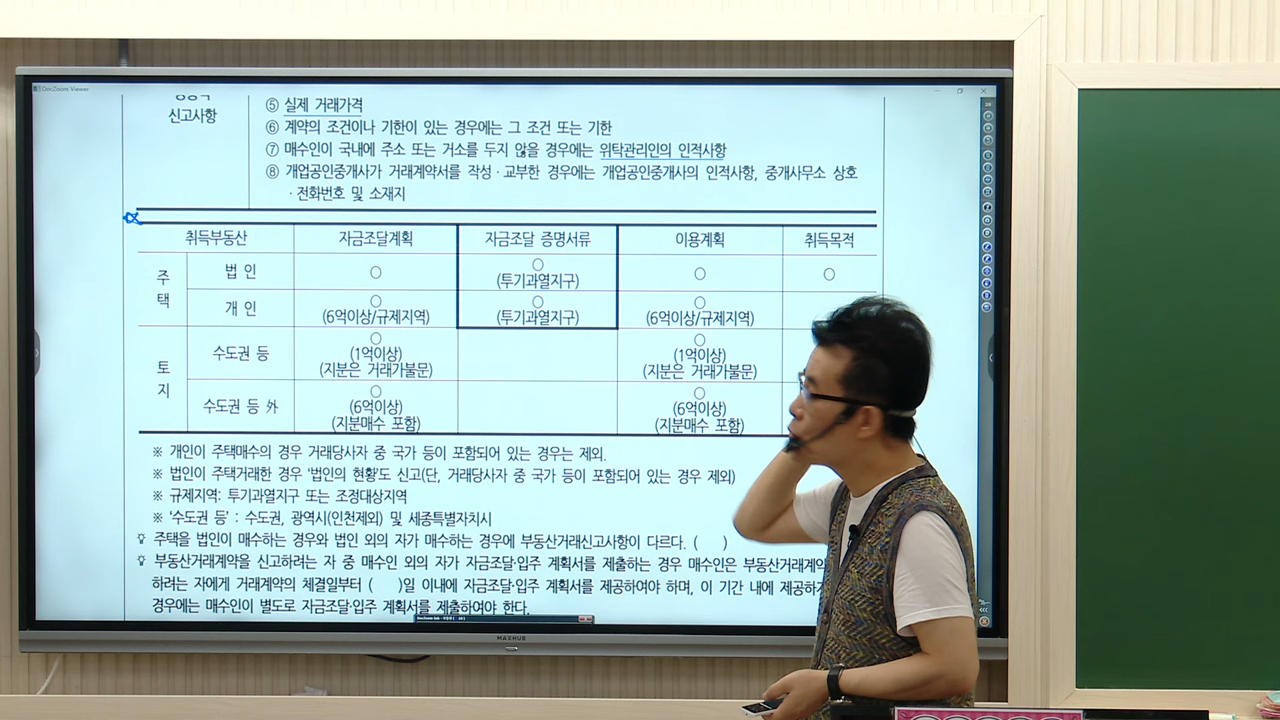 DocZoom Viewer
신고사항
⑤ 실제 거래가격
⑥ 계약의 조건이나 기한이 있는 경우에는 그 조건 또는 기한
⑦ 매수인이 국내에 주소 또는 거소를 두지 않을 경우에는 위탁관리인의 인적사항
⑧ 개업공인중개사가 거래계약서를 작성·교부한 경우에는 개업공인중개사의 인적사항, 중개사무소 상호
·전화번호 및 소재지
취득부동산 자금조달계획 자금조달 증명서류 이용계획 취득목적
주택 법 인 ○ ○ (투기과열지구) ○ ○
개 인 ○ (6억이상/규제지역) ○ (투기과열지구) ○ (6억이상/규제지역)
토지 수도권 등 ○ (1억이상) (지분은 거래가불문) ○ (1억이상) (지분은 거래가불문)
수도권 등 外 ○ (6억이상) (지분매수 포함) ○ (6억이상) (지분매수 포함)
※ 개인이 주택매수의 경우 거래당사자 중 국가 등이 포함되어 있는 경우는 제외.
※ 법인이 주택거래한 경우 '법인의 현황'도 신고(단, 거래당사자 중 국가 등이 포함되어 있는 경우 제외)
※ 규제지역: 투기과열지구 또는 조정대상지역
※ '수도권 등' : 수도권, 광역시(인천제외) 및 세종특별자치시
주택을 법인이 매수하는 경우와 법인 외의 자가 매수하는 경우에 부동산거래신고사항이 다르다. ( )
부동산거래계약을 신고하려는 자 중 매수인 외의 자가 자금조달·입주 계획서를 제출하는 경우 매수인은 부동산거래계약
하려는 자에게 거래계약의 체결일부터 ( )일 이내에 자금조달·입주 계획서를 제공하여야 하며, 이 기간 내에 제공하
경우에는 매수인이 별도로 자금조달·입주 계획서를 제출하여야 한다.
MAXHUB